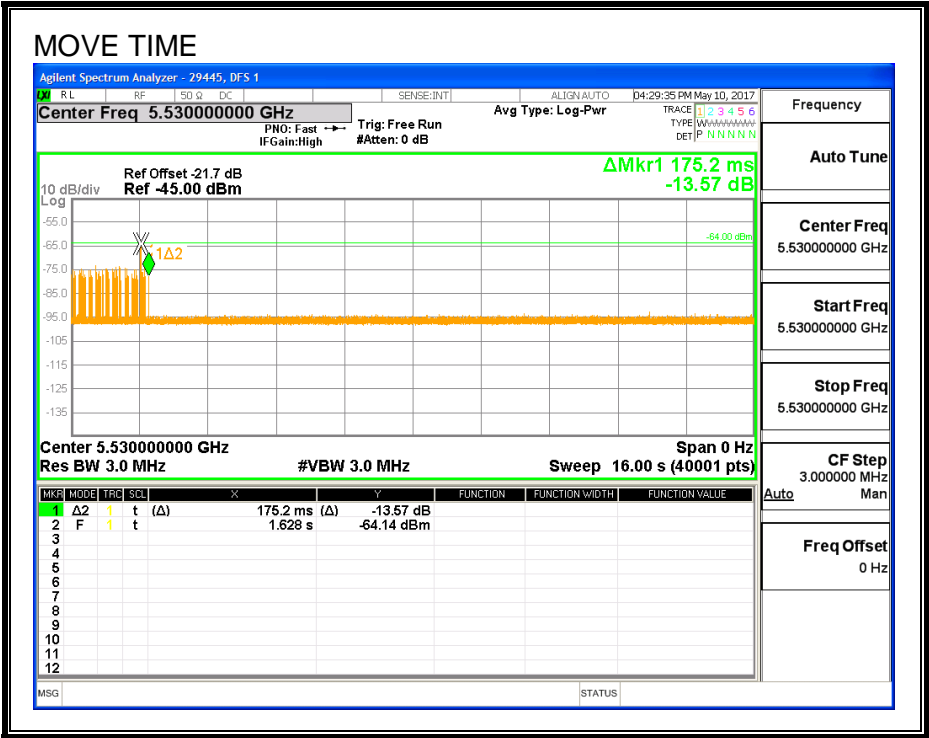 MOVE TIME
Agilent Spectrum Analyzer - 29445, DFS 1
LXI RL RF 50 Ω DC SENSE:INT ALIGN AUTO 04:29:35 PM May 10, 2017
Center Freq 5.530000000 GHz
PNO: Fast
IFGain:High
Trig: Free Run
#Atten: 0 dB
Avg Type: Log-Pwr
TRACE 1 2 3 4 5 6
TYPE
DET P N N N N N
ΔMkr1 175.2 ms
-13.57 dB
Ref Offset -21.7 dB
Ref -45.00 dBm
10 dB/div
Log
-55.0
-65.0
-75.0
-85.0
-95.0
-105
-115
-125
-135
-64.00 dBm
1Δ2
Center 5.530000000 GHz Span 0 Hz
Res BW 3.0 MHz #VBW 3.0 MHz Sweep 16.00 s (40001 pts)
MKR MODE TRC SCL X Y FUNCTION FUNCTION WIDTH FUNCTION VALUE
1 Δ2 1 t (Δ) 175.2 ms (Δ) -13.57 dB
2 F 1 t 1.628 s -64.14 dBm
3
4
5
6
7
8
9
10
11
12
MSG STATUS
Frequency
Auto Tune
Center Freq
5.530000000 GHz
Start Freq
5.530000000 GHz
Stop Freq
5.530000000 GHz
CF Step
3.000000 MHz
Auto Man
Freq Offset
0 Hz